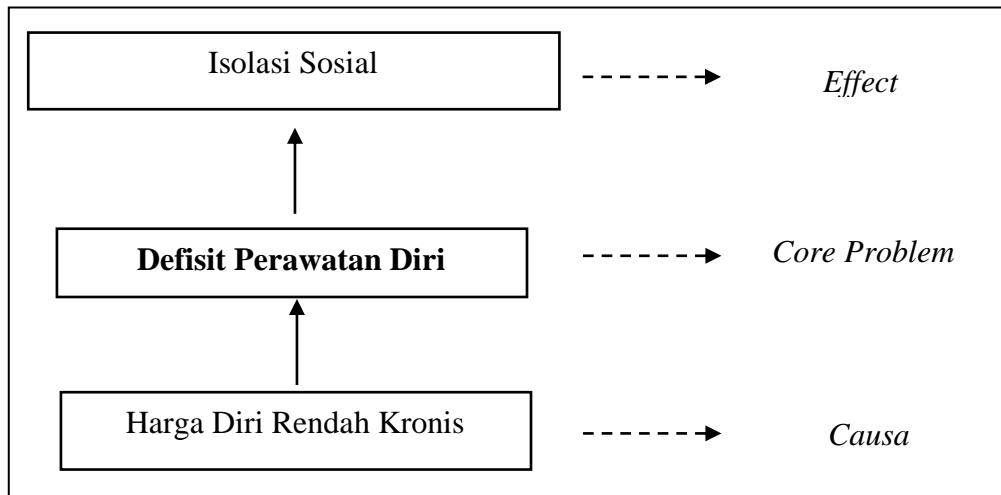 Isolasi Sosial
Effect
Defisit Perawatan Diri
Core Problem
Harga Diri Rendah Kronis
Causa